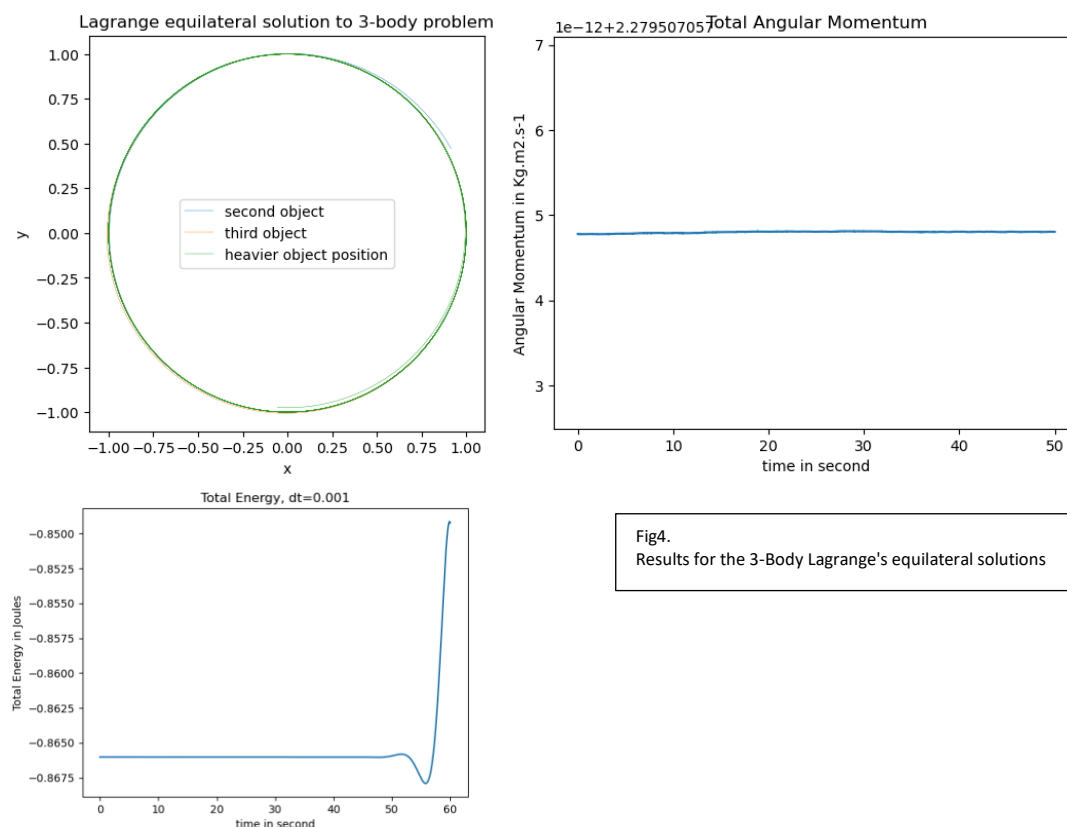 Lagrange equilateral solution to 3-body problem
1.00
0.75
0.50
0.25
0.00
−0.25
−0.50
−0.75
−1.00
y
second object
third object
heavier object position
−1.00 −0.75 −0.50 −0.25 0.00 0.25 0.50 0.75 1.00
x
1e−12+2.279507057
Total Angular Momentum
7
6
5
4
3
Angular Momentum in Kg.m2.s-1
0 10 20 30 40 50
time in second
Total Energy, dt=0.001
−0.8500
−0.8525
−0.8550
−0.8575
−0.8600
−0.8625
−0.8650
−0.8675
Total Energy in Joules
0 10 20 30 40 50 60
time in second
Fig4.
Results for the 3-Body Lagrange's equilateral solutions